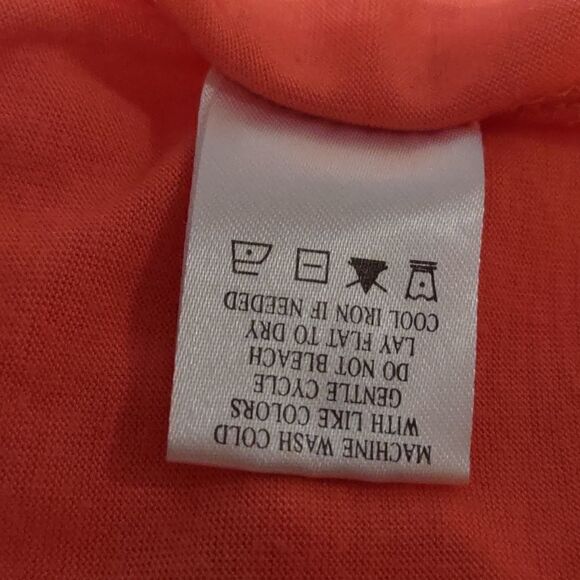 MACHINE WASH COLD
WITH LIKE COLORS
GENTLE CYCLE
DO NOT BLEACH
LAY FLAT TO DRY
COOL IRON IF NEEDED